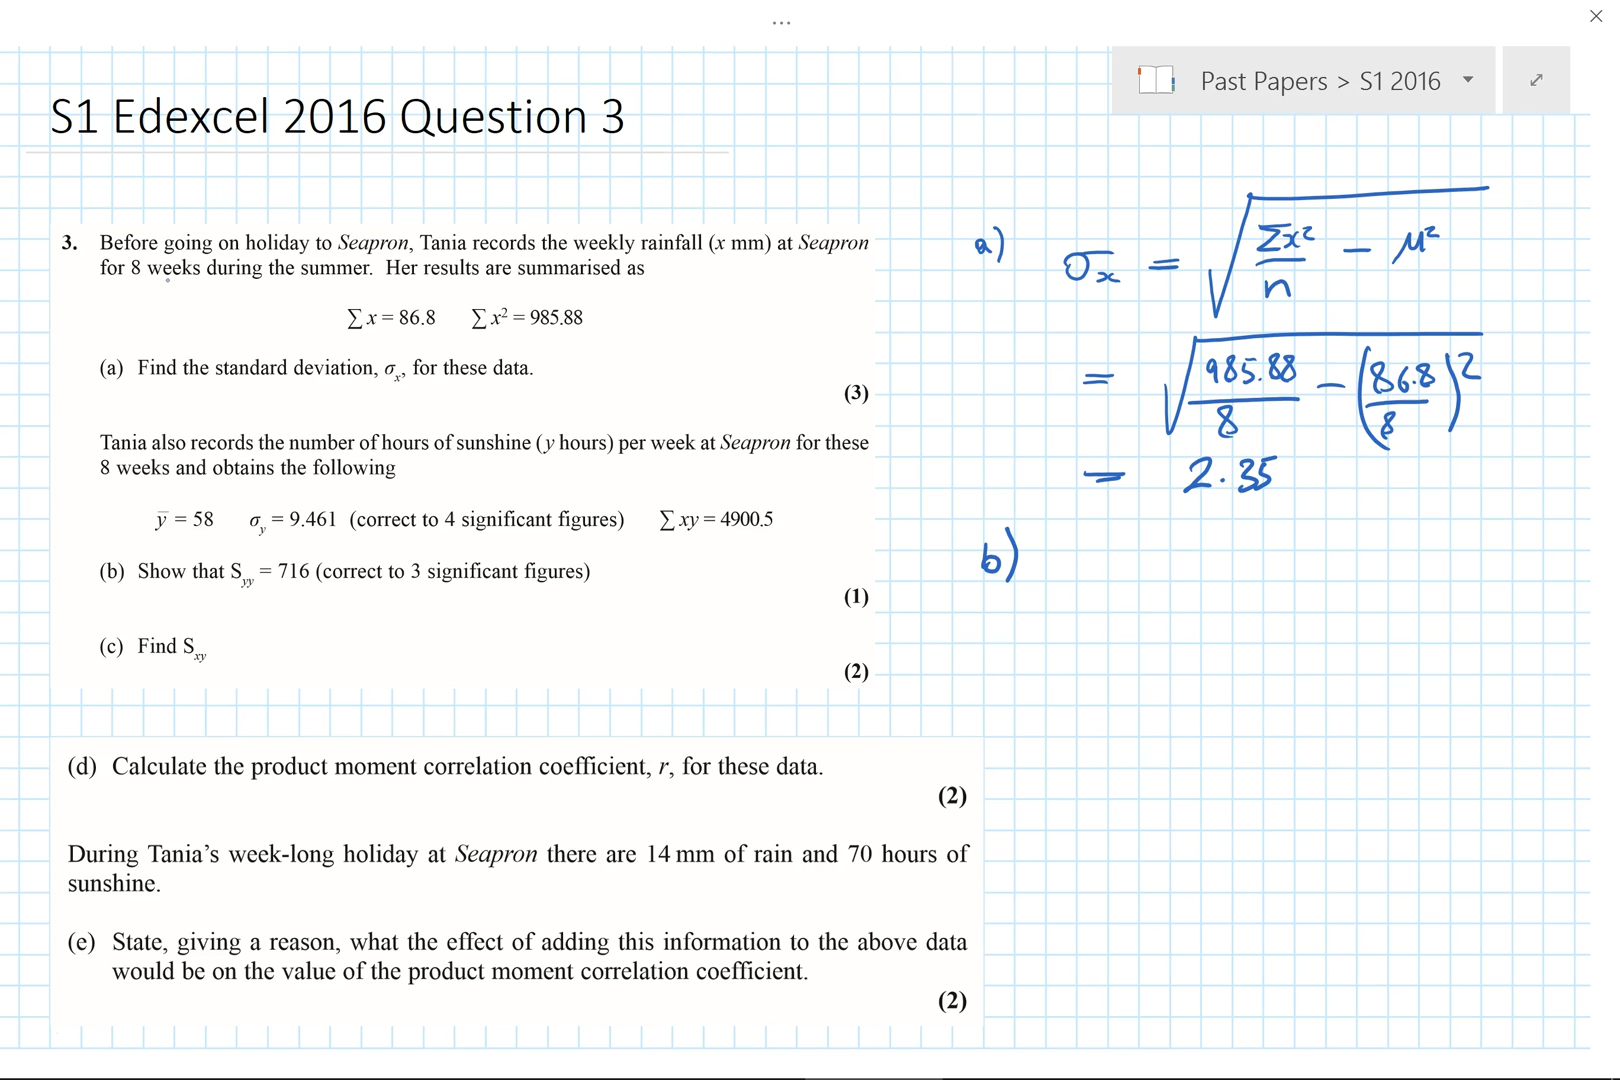 ...
Past Papers > S1 2016
S1 Edexcel 2016 Question 3
3. Before going on holiday to Seapron, Tania records the weekly rainfall (x mm) at Seapron
for 8 weeks during the summer. Her results are summarised as
∑x = 86.8 ∑x² = 985.88
(a) Find the standard deviation, σₓ, for these data.
(3)
Tania also records the number of hours of sunshine (y hours) per week at Seapron for these
8 weeks and obtains the following
y̅ = 58 σ_y = 9.461 (correct to 4 significant figures) ∑xy = 4900.5
(b) Show that S_yy = 716 (correct to 3 significant figures)
(1)
(c) Find S_xy
(2)
(d) Calculate the product moment correlation coefficient, r, for these data.
(2)
During Tania’s week-long holiday at Seapron there are 14 mm of rain and 70 hours of
sunshine.
(e) State, giving a reason, what the effect of adding this information to the above data
would be on the value of the product moment correlation coefficient.
(2)
a) σₓ = √(Σx²/n − μ²)
= √(985.88/8 − (86.8/8)²)
= 2.35
b)